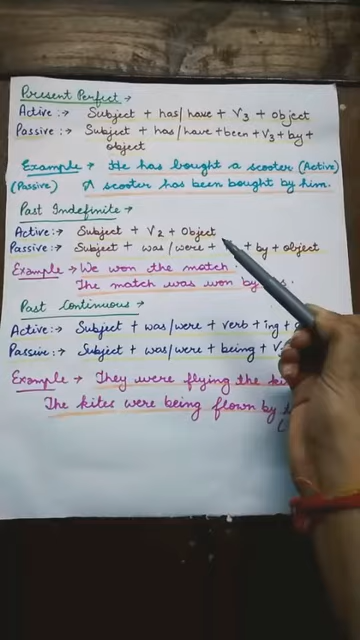 Present Perfect:→
Active:→ Subject + has/have + V3 + object
Passive:→ Subject + has/have + been + V3 + by +
object
Example → He has bought a scooter (Active)
(Passive) A scooter has been bought by him.
Past Indefinite:→
Active:→ Subject + V2 + Object
Passive:→ Subject + was/were + + by + object
Example:→ We won the match.
The match was won by
Past Continuous:→
Active:→ Subject + was/were + verb + ing +
Passive:→ Subject + was/were + being +
Example:→ They were flying the
The kites were being flown by